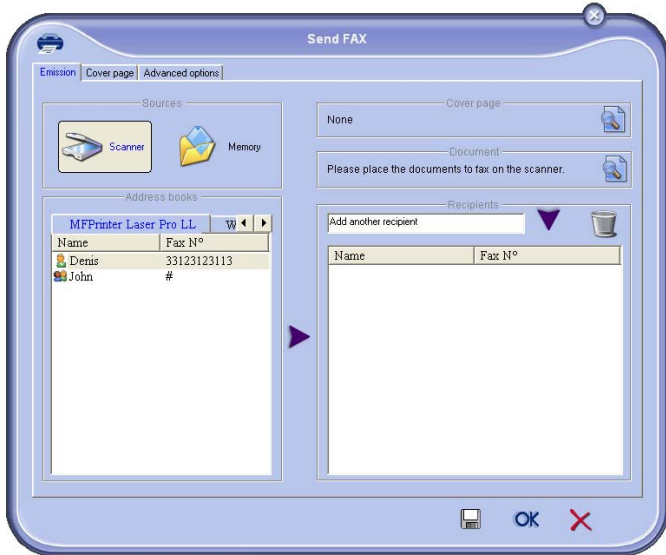 Send FAX
Emission Cover page Advanced options
Sources
Scanner Memory
Address books
MFPrinter Laser Pro LL W
Name Fax N°
Denis 33123123113
John #
Cover page
None
Document
Please place the documents to fax on the scanner.
Recipients
Add another recipient
Name Fax N°
OK